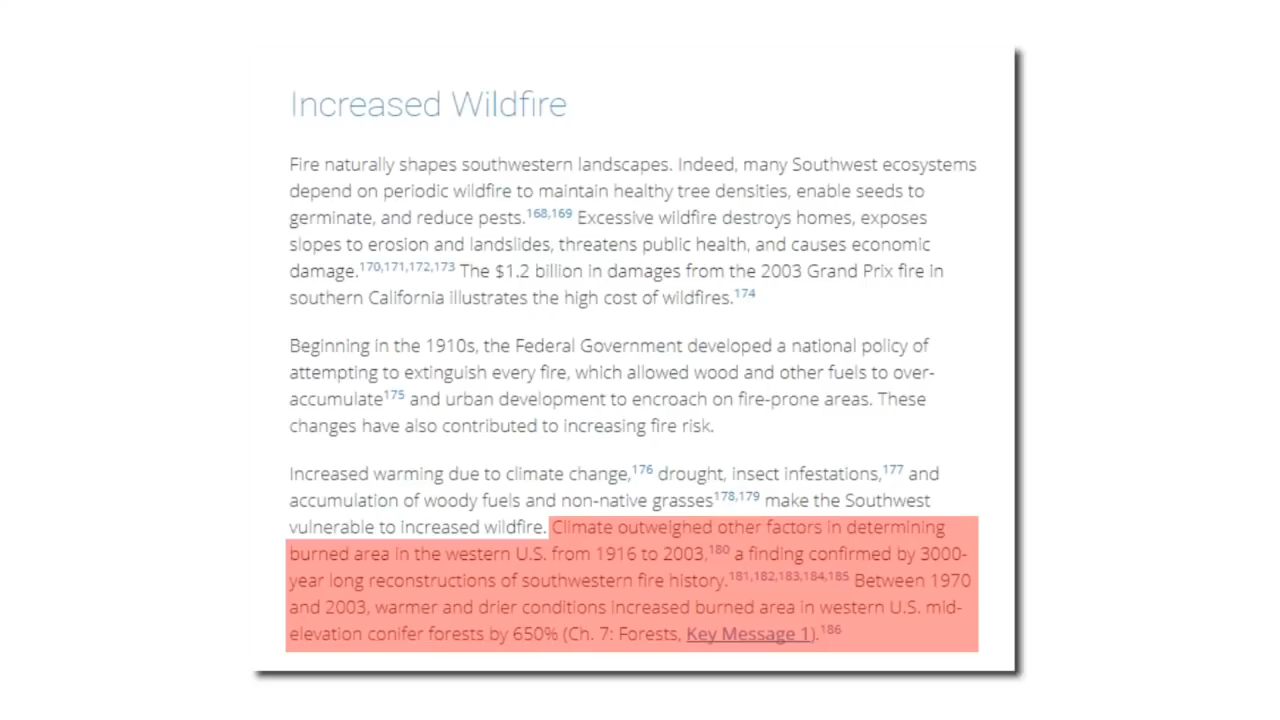 Increased Wildfire
Fire naturally shapes southwestern landscapes. Indeed, many Southwest ecosystems
depend on periodic wildfire to maintain healthy tree densities, enable seeds to
germinate, and reduce pests.168,169 Excessive wildfire destroys homes, exposes
slopes to erosion and landslides, threatens public health, and causes economic
damage.170,171,172,173 The $1.2 billion in damages from the 2003 Grand Prix fire in
southern California illustrates the high cost of wildfires.174
Beginning in the 1910s, the Federal Government developed a national policy of
attempting to extinguish every fire, which allowed wood and other fuels to over-
accumulate175 and urban development to encroach on fire-prone areas. These
changes have also contributed to increasing fire risk.
Increased warming due to climate change,176 drought, insect infestations,177 and
accumulation of woody fuels and non-native grasses178,179 make the Southwest
vulnerable to increased wildfire. Climate outweighed other factors in determining
burned area in the western U.S. from 1916 to 2003,180 a finding confirmed by 3000-
year long reconstructions of southwestern fire history.181,182,183,184,185 Between 1970
and 2003, warmer and drier conditions increased burned area in western U.S. mid-
elevation conifer forests by 650% (Ch. 7: Forests, Key Message 1).186